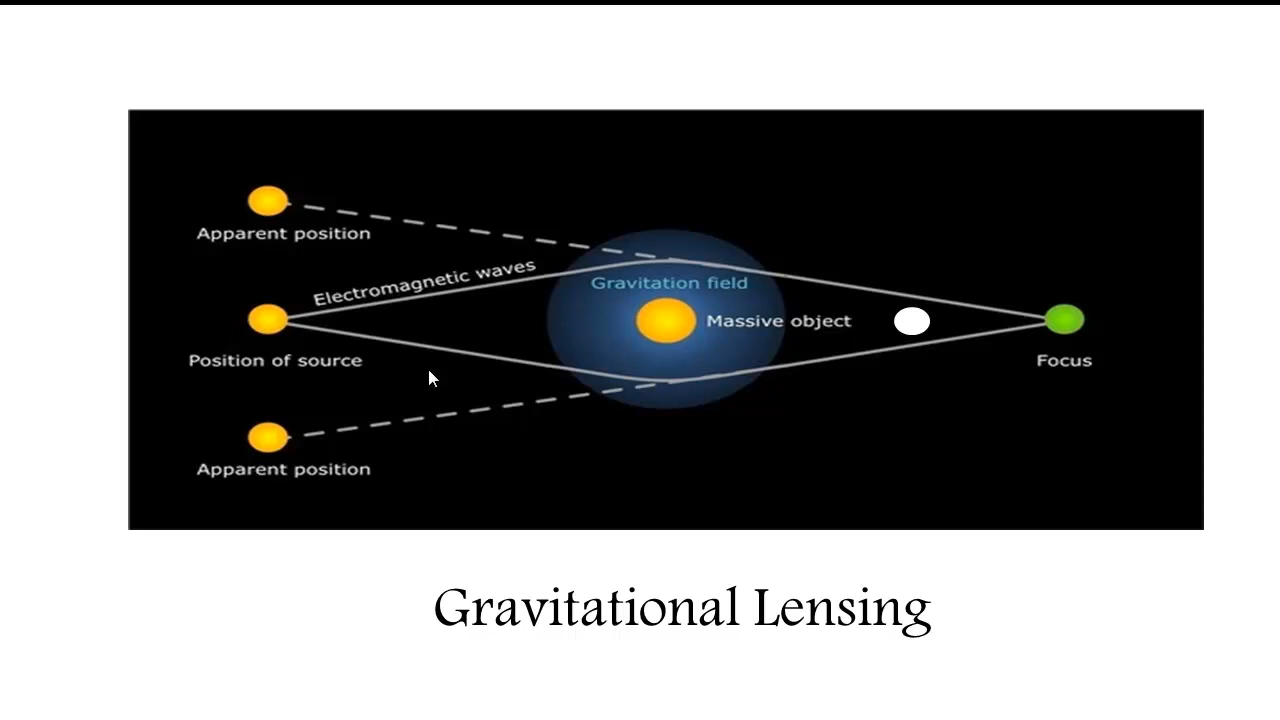 Apparent position
Electromagnetic waves
Gravitation field
Massive object
Position of source
Focus
Apparent position
Gravitational Lensing